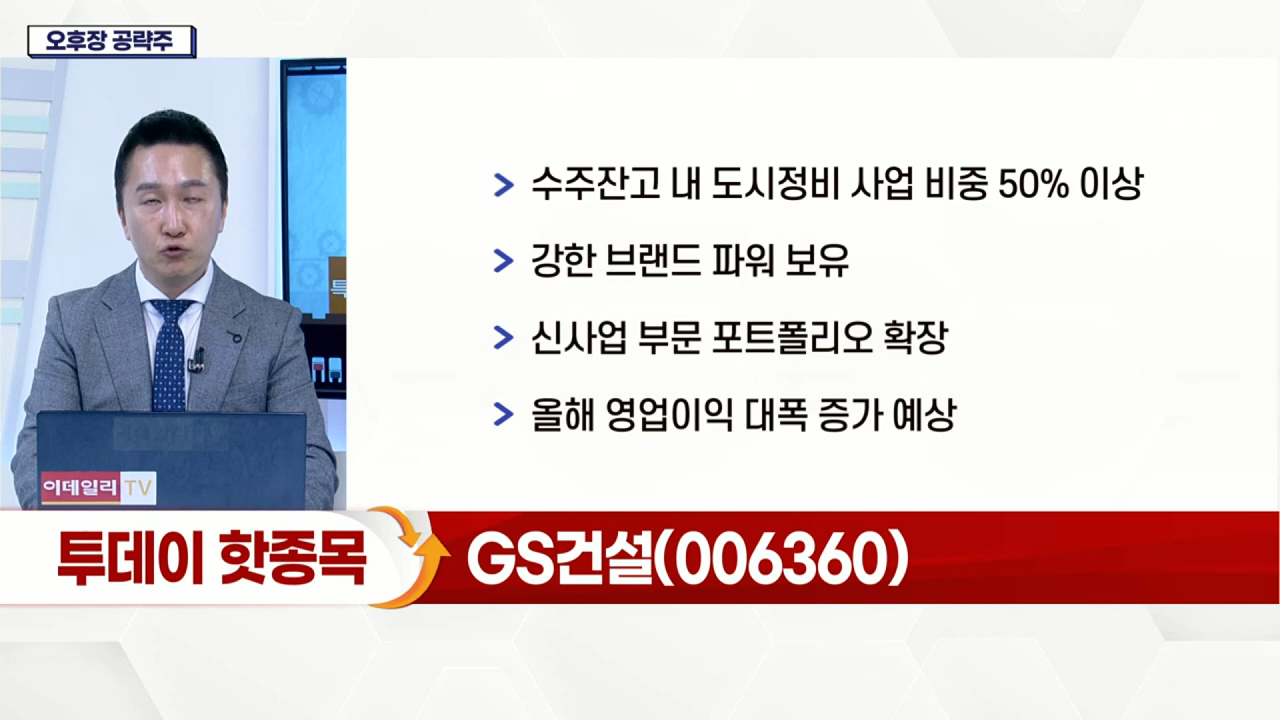 오후장 공략주
> 수주잔고 내 도시정비 사업 비중 50% 이상
> 강한 브랜드 파워 보유
> 신사업 부문 포트폴리오 확장
> 올해 영업이익 대폭 증가 예상
특
이데일리 TV
투데이 핫종목
GS건설(006360)